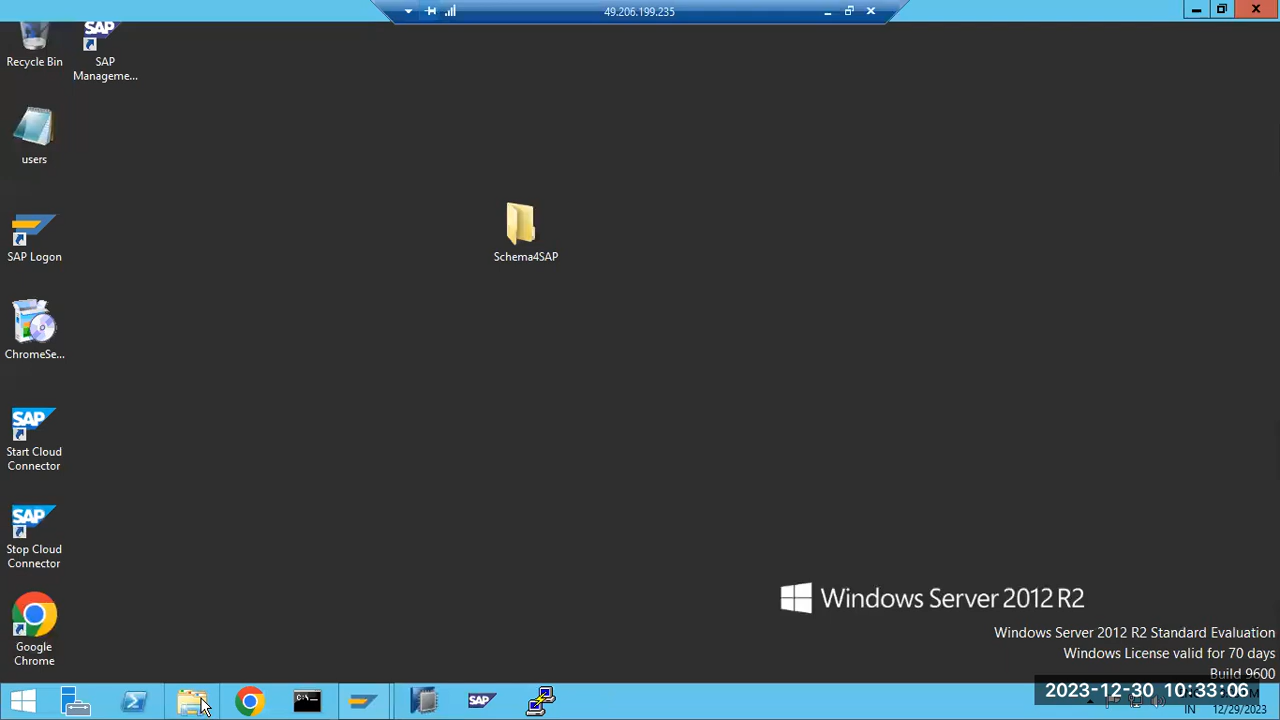 49.206.199.235
Recycle Bin
SAP
SAP
Manageme...
users
SAP Logon
ChromeSe...
SAP
Start Cloud
Connector
SAP
Stop Cloud
Connector
Google
Chrome
Schema4SAP
Windows Server 2012 R2
Windows Server 2012 R2 Standard Evaluation
Windows License valid for 70 days
Build 9600
2023-12-30 10:33:06
IN
12/29/2023
C:\
SAP